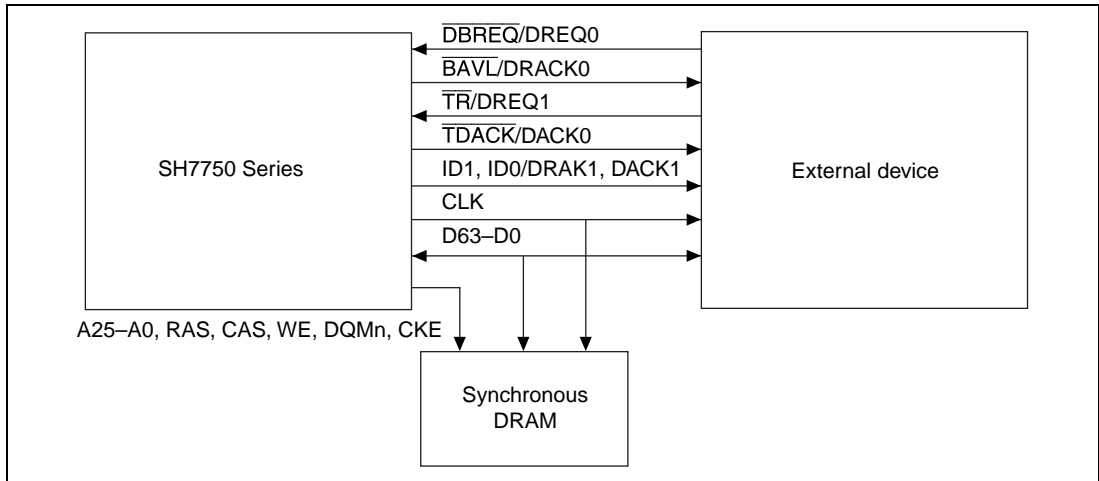 DBREQ/DREQ0
BAVL/DRACK0
TR/DREQ1
TDACK/DACK0
SH7750 Series
ID1, ID0/DRAK1, DACK1
External device
CLK
D63–D0
A25–A0, RAS, CAS, WE, DQMn, CKE
Synchronous
DRAM